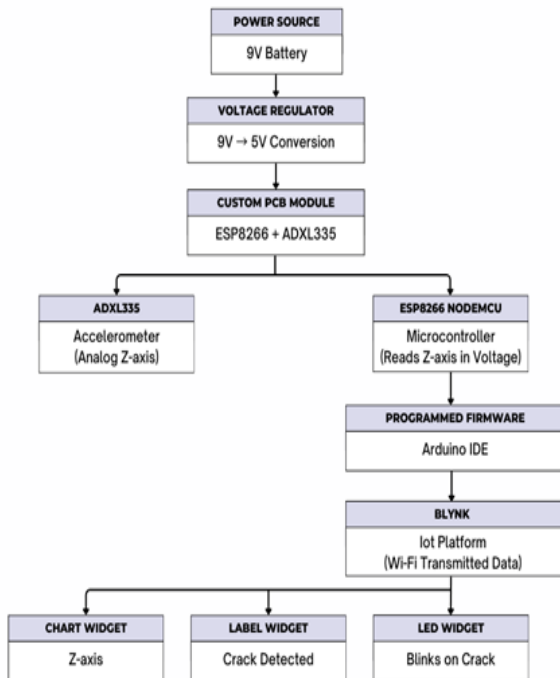 POWER SOURCE
9V Battery
VOLTAGE REGULATOR
9V → 5V Conversion
CUSTOM PCB MODULE
ESP8266 + ADXL335
ADXL335
Accelerometer
(Analog Z-axis)
ESP8266 NODEMCU
Microcontroller
(Reads Z-axis in Voltage)
PROGRAMMED FIRMWARE
Arduino IDE
BLYNK
Iot Platform
(Wi-Fi Transmitted Data)
CHART WIDGET
Z-axis
LABEL WIDGET
Crack Detected
LED WIDGET
Blinks on Crack